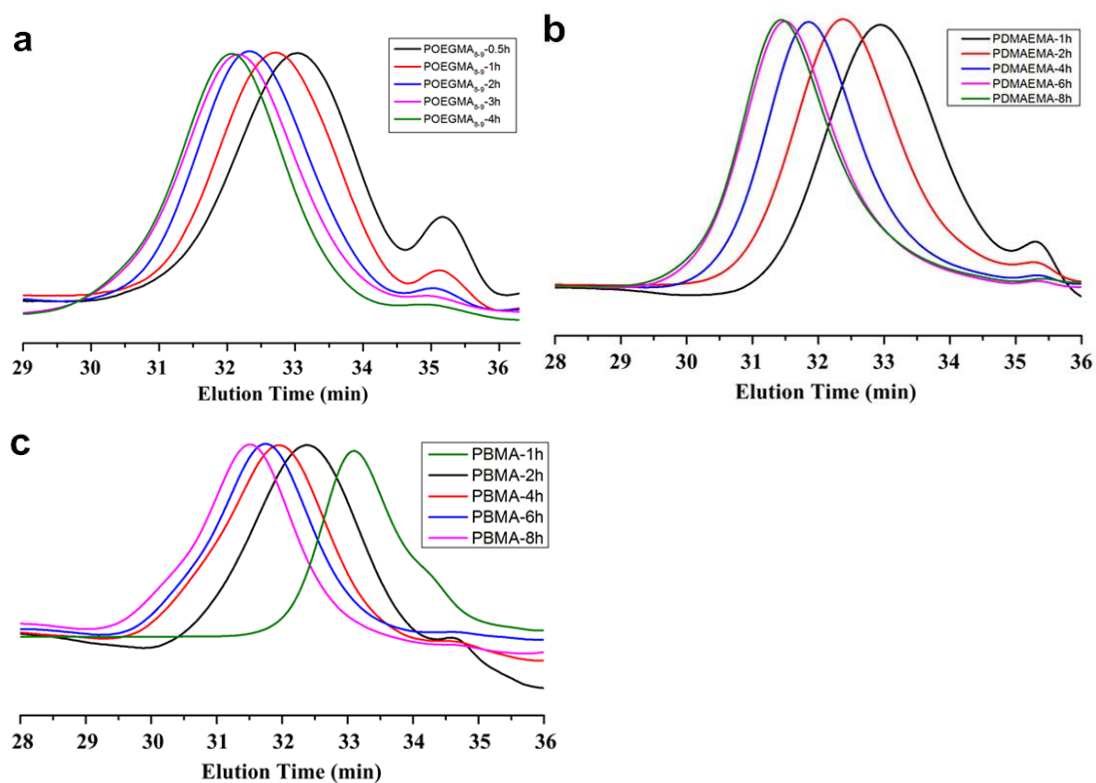 a
POEGMA8-9-0.5h
POEGMA8-9-1h
POEGMA8-9-2h
POEGMA8-9-3h
POEGMA8-9-4h
29 30 31 32 33 34 35 36
Elution Time (min)
b
PDMAEMA-1h
PDMAEMA-2h
PDMAEMA-4h
PDMAEMA-6h
PDMAEMA-8h
28 29 30 31 32 33 34 35 36
Elution Time (min)
c
PBMA-1h
PBMA-2h
PBMA-4h
PBMA-6h
PBMA-8h
28 29 30 31 32 33 34 35 36
Elution Time (min)